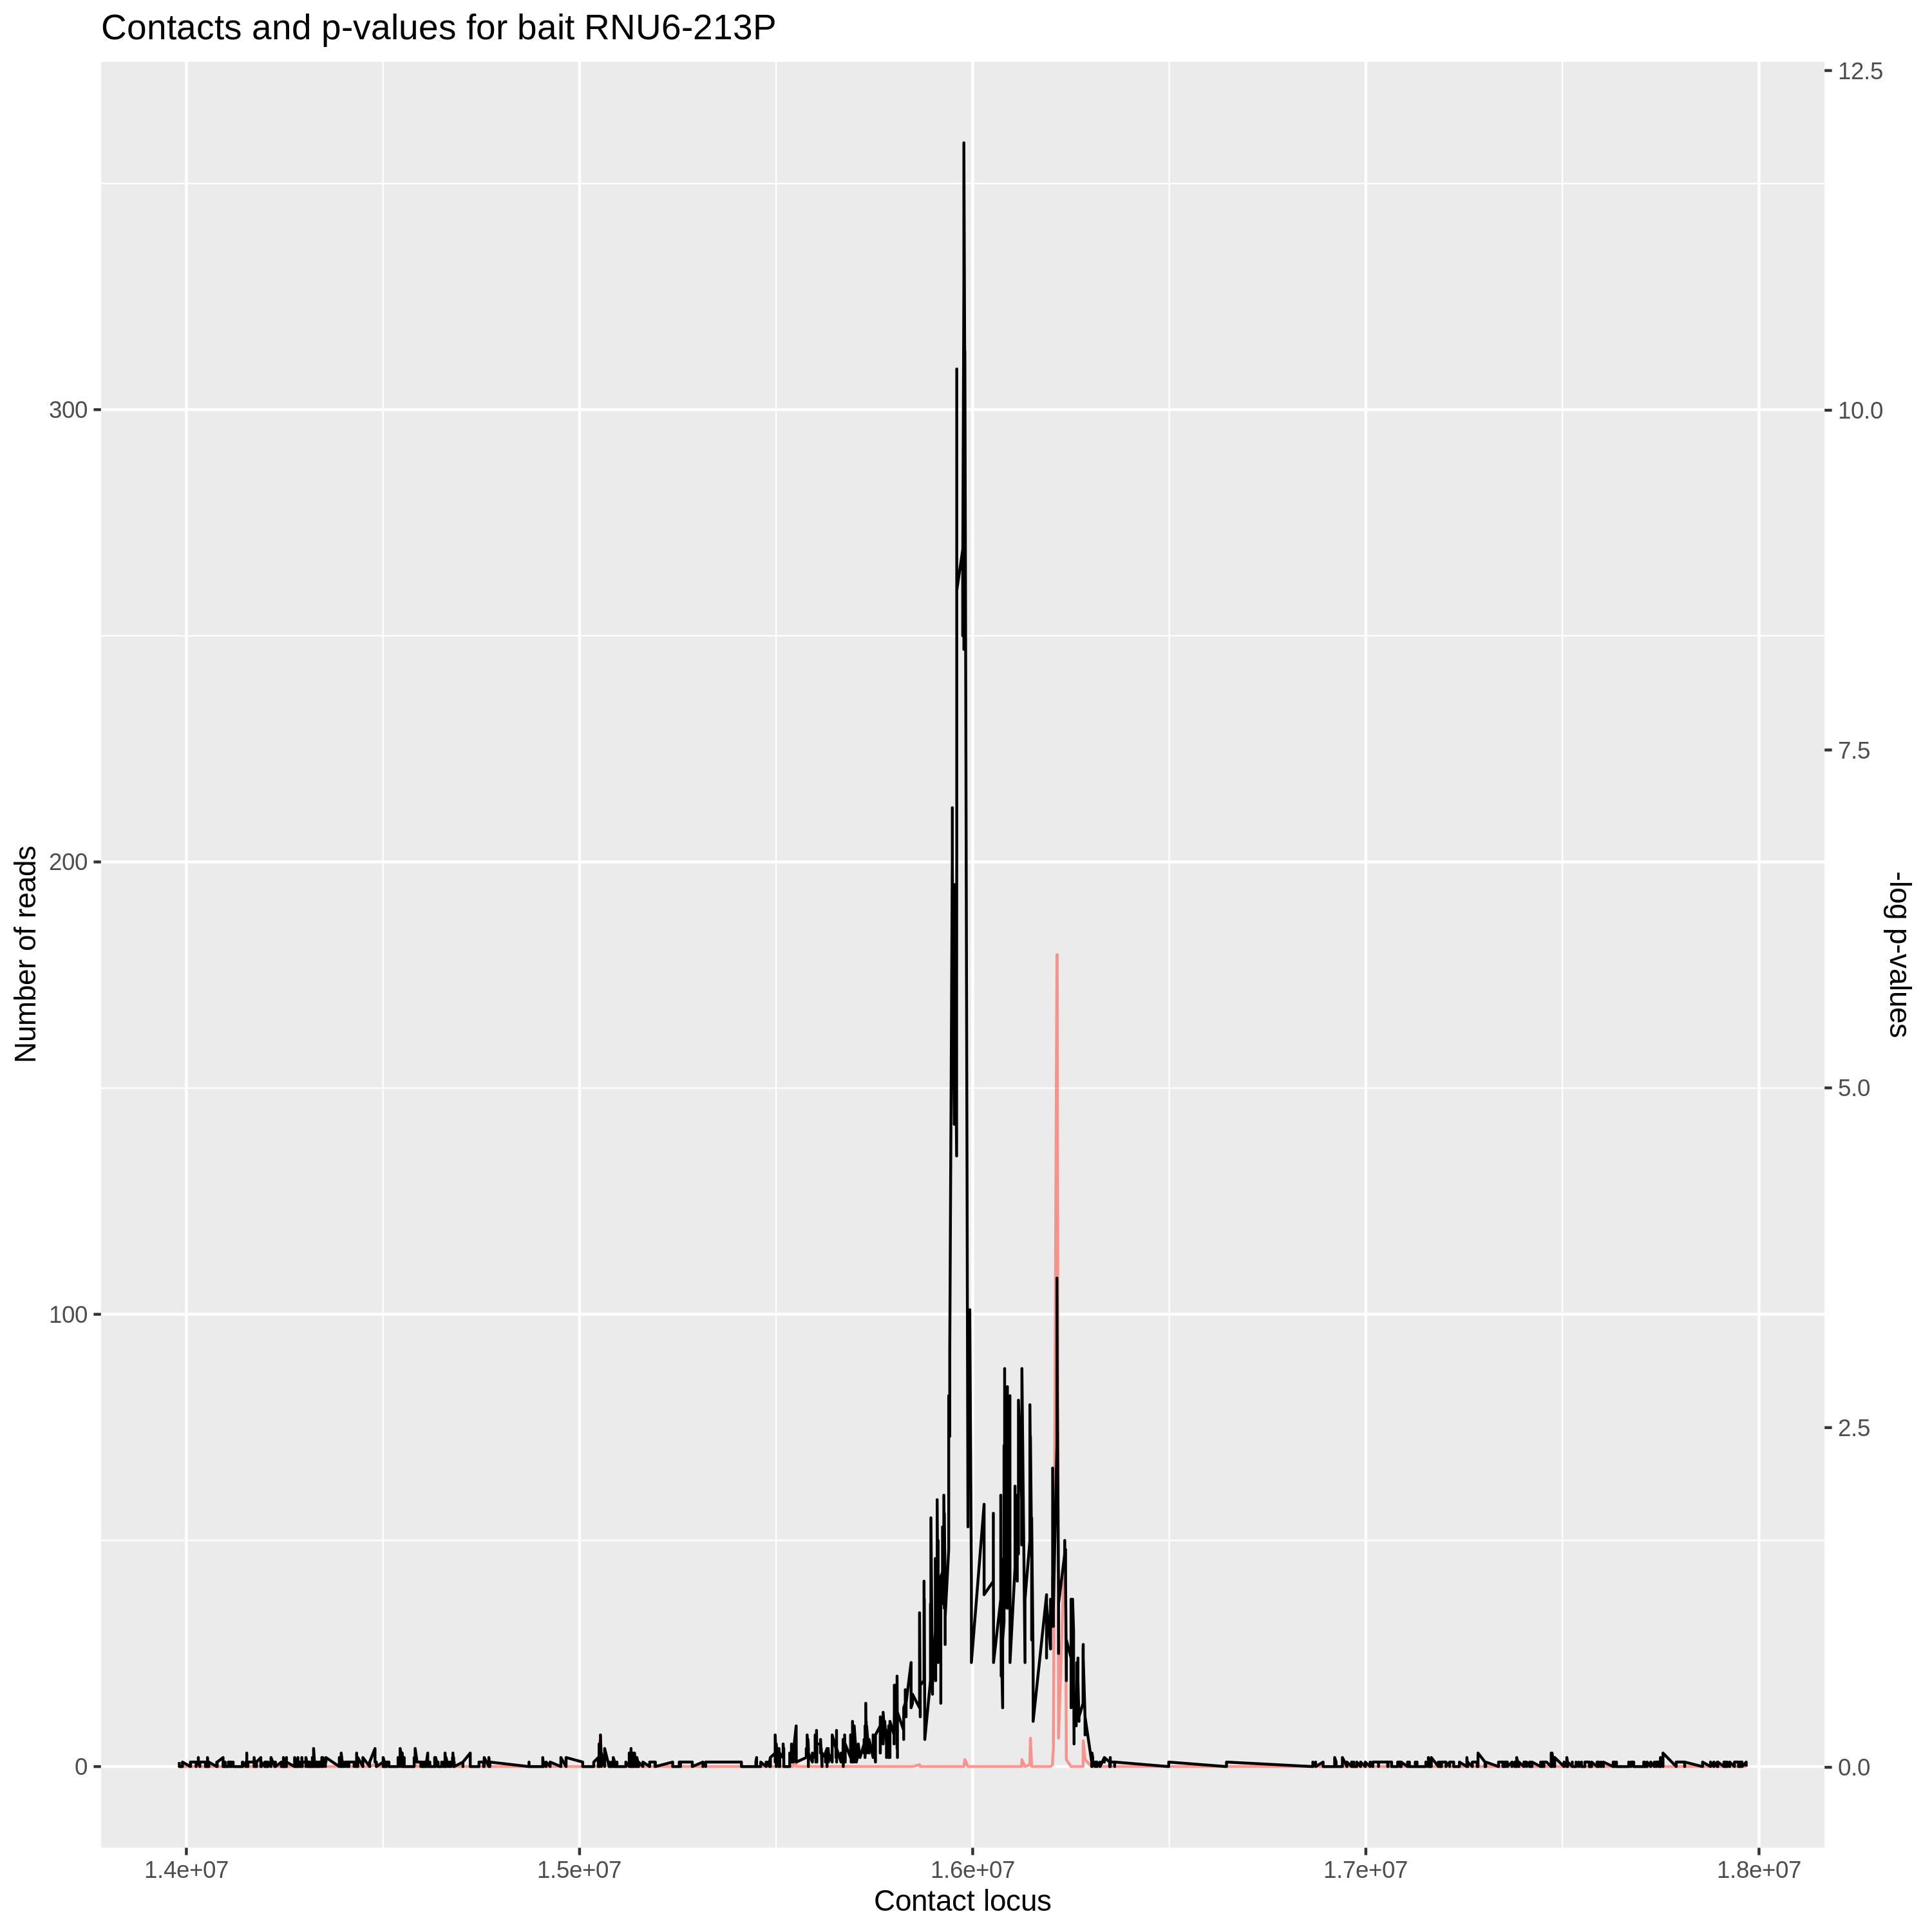 Contacts and p-values for bait RNU6-213P
12.5
300
10.0
7.5
200
Number of reads
-log p-values
5.0
100
2.5
0
0.0
1.4e+07
1.5e+07
1.6e+07
1.7e+07
1.8e+07
Contact locus